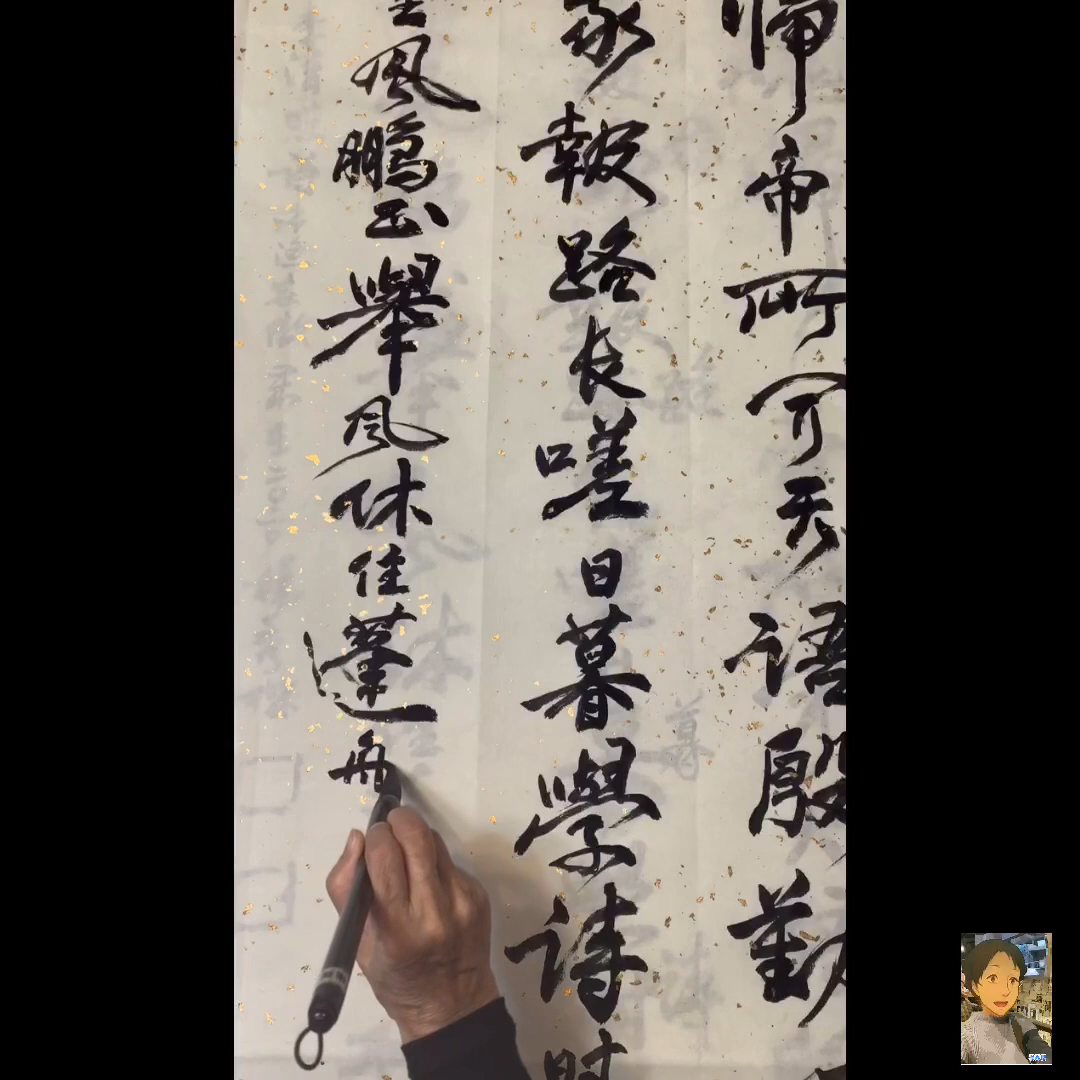 帝所闻天語殷勤
報路長嗟日暮學詩
風鵬正舉風休住蓬舟